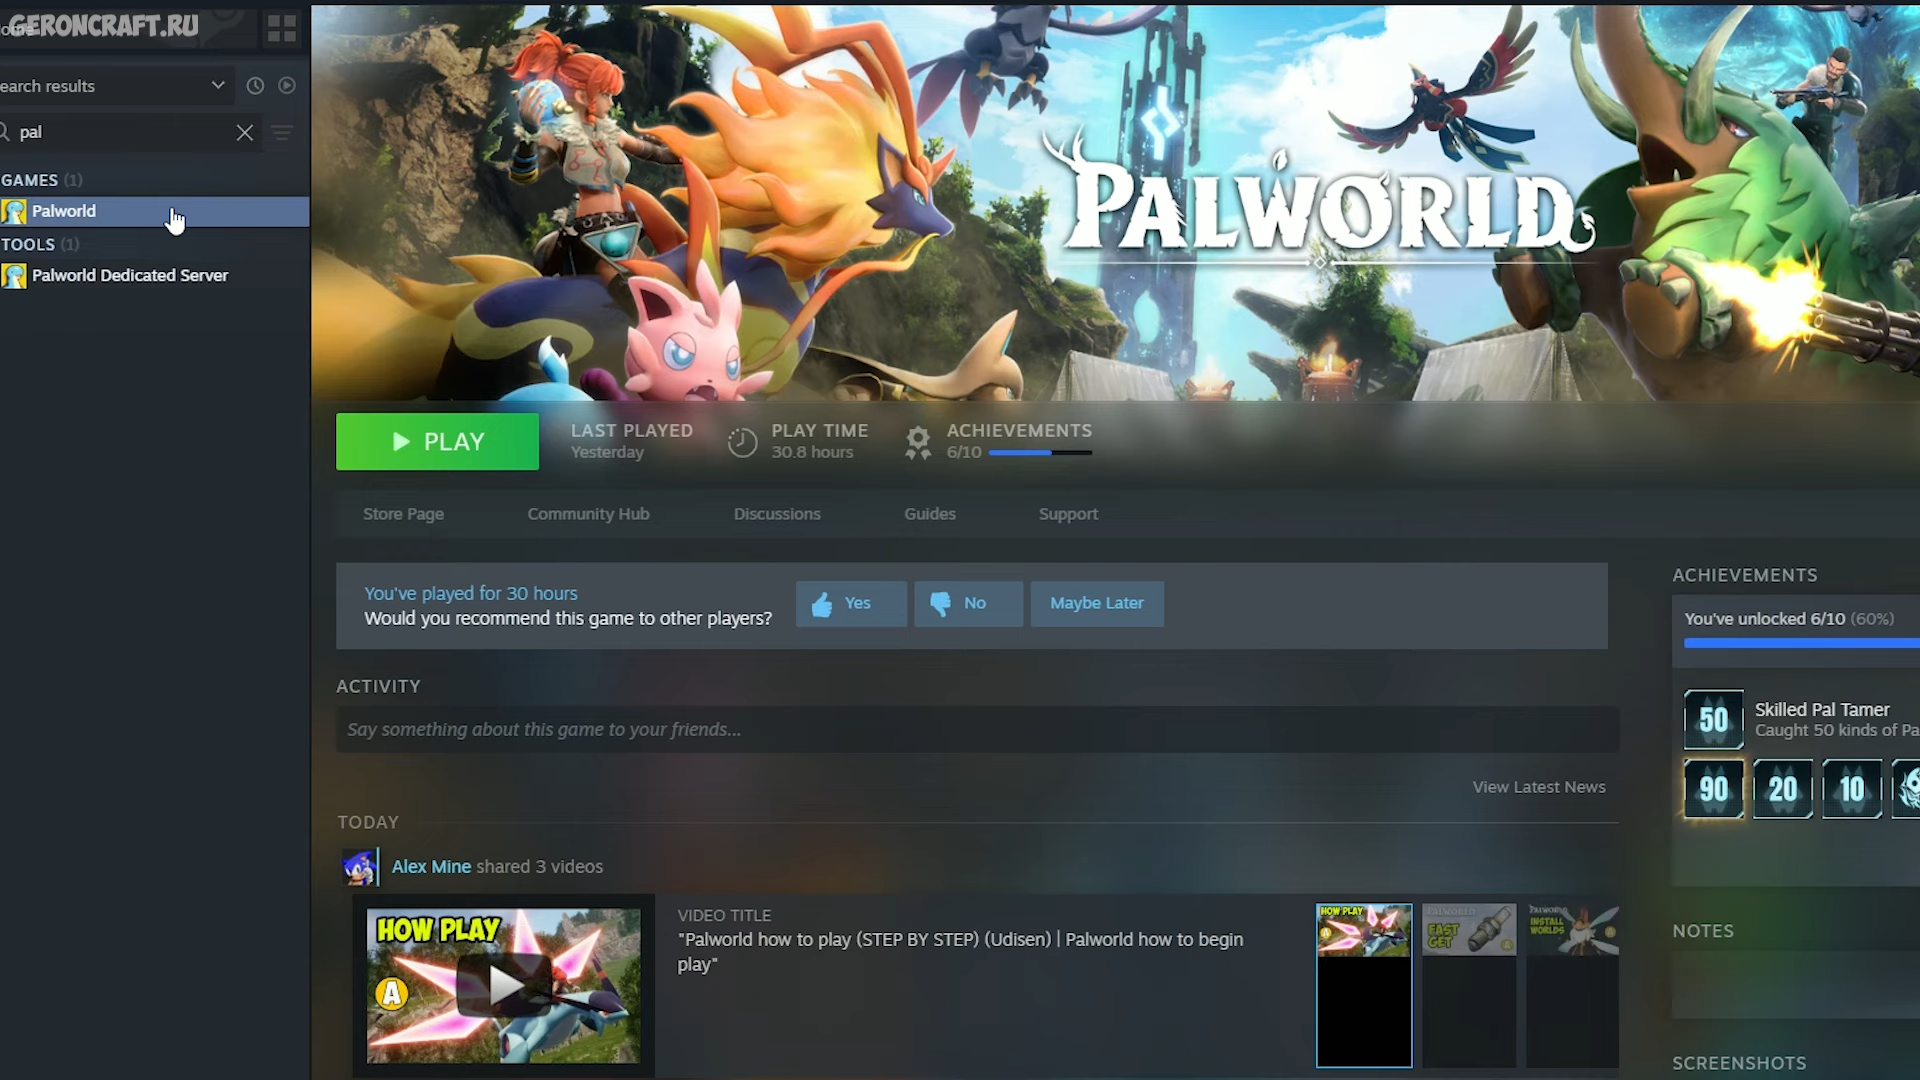 GERONCRAFT.RU
earch results
pal
GAMES (1)
Palworld
TOOLS (1)
Palworld Dedicated Server
PALWORLD
PLAY
LAST PLAYED
Yesterday
PLAY TIME
30.8 hours
ACHIEVEMENTS
6/10
Store Page
Community Hub
Discussions
Guides
Support
You've played for 30 hours
Would you recommend this game to other players?
Yes
No
Maybe Later
ACTIVITY
Say something about this game to your friends...
View Latest News
TODAY
Alex Mine shared 3 videos
HOW PLAY
A
VIDEO TITLE
"Palworld how to play (STEP BY STEP) (Udisen) | Palworld how to begin
play"
HOW PLAY
A
PALWORLD
FAST
GET
A
PALWORLD
INSTALL
WORLDS
A
ACHIEVEMENTS
You've unlocked 6/10 (60%)
50
Skilled Pal Tamer
Caught 50 kinds of Pa
90
20
10
NOTES
SCREENSHOTS